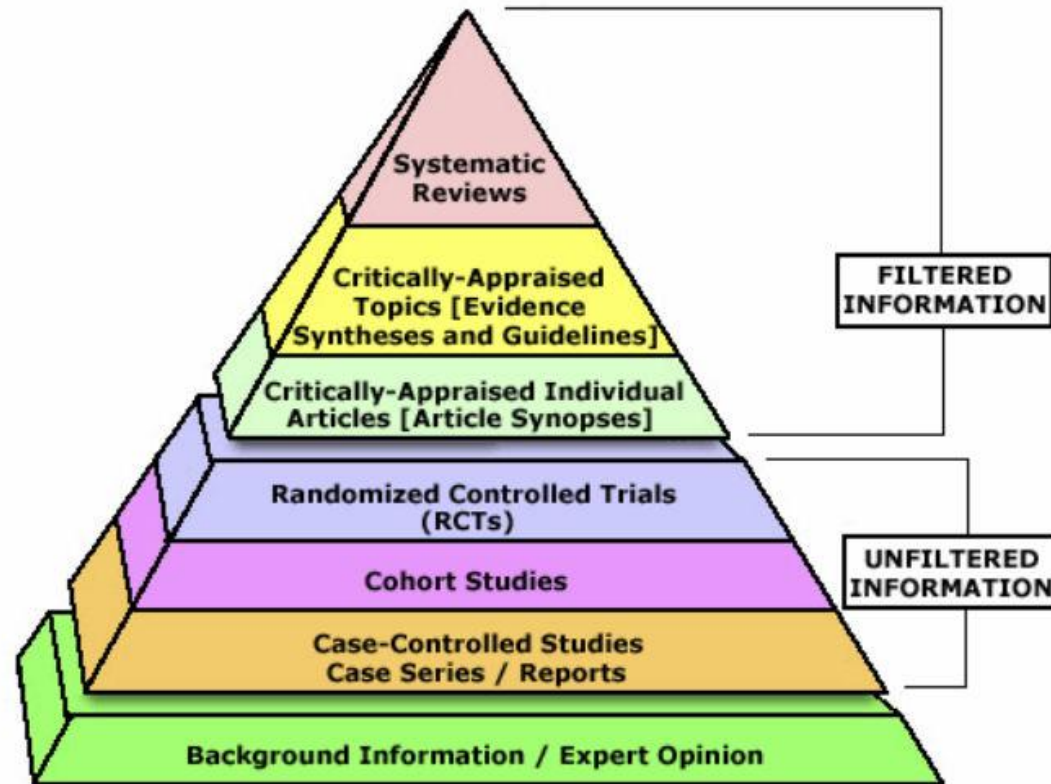 Systematic
Reviews
Critically-Appraised
Topics [Evidence
Syntheses and Guidelines]
FILTERED
INFORMATION
Critically-Appraised Individual
Articles [Article Synopses]
Randomized Controlled Trials
(RCTs)
UNFILTERED
INFORMATION
Cohort Studies
Case-Controlled Studies
Case Series / Reports
Background Information / Expert Opinion